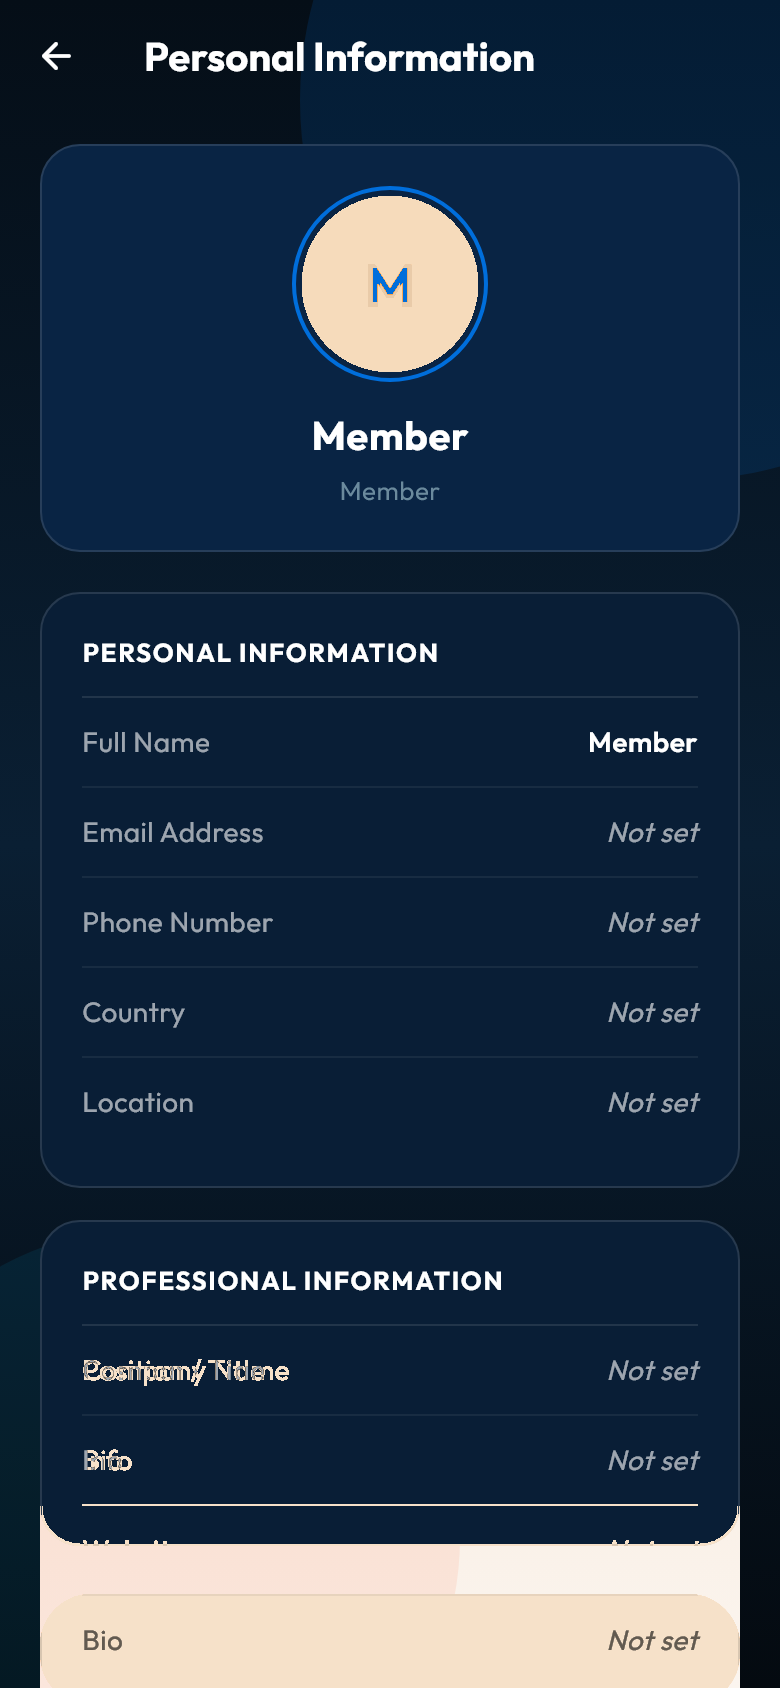 Personal Information
M
Member
Member
PERSONAL INFORMATION
Full Name Member
Email Address Not set
Phone Number Not set
Country Not set
Location Not set
PROFESSIONAL INFORMATION
Not set
Not set
Bio Not set